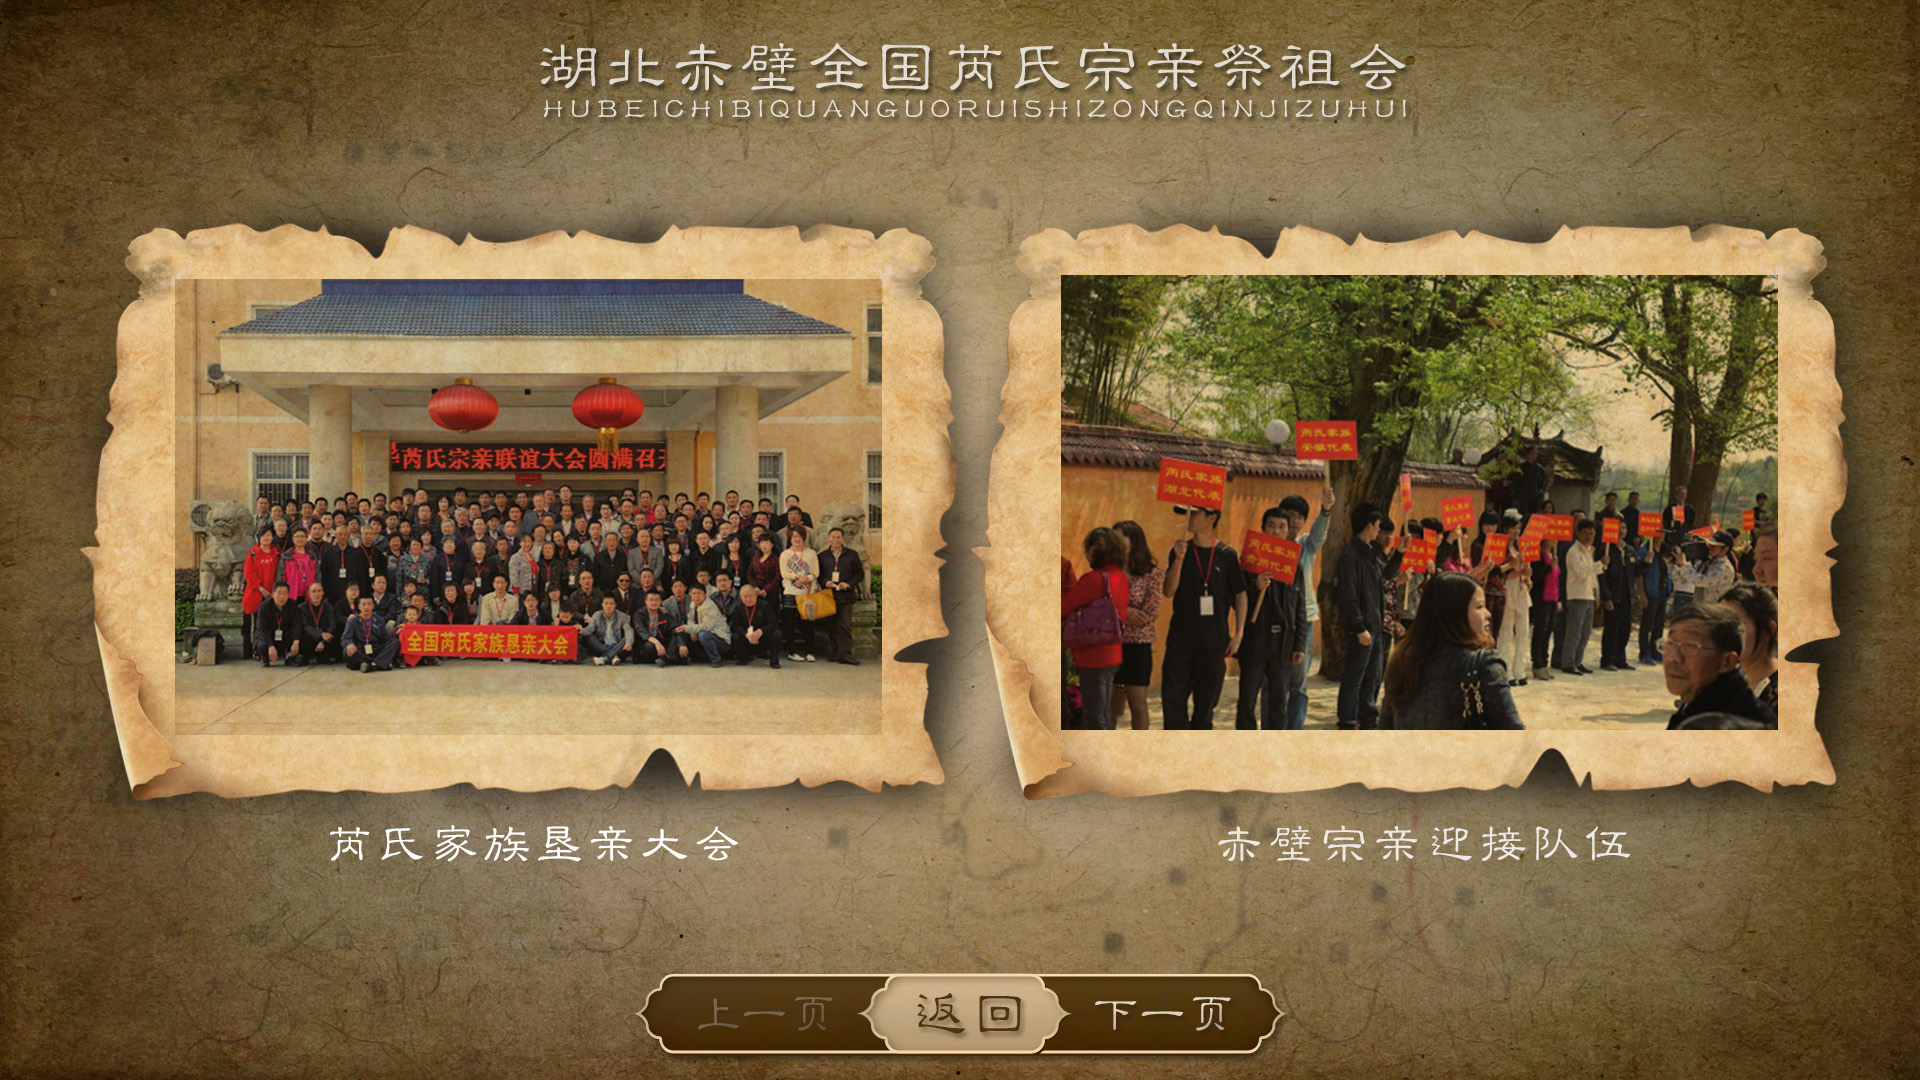 湖北赤壁全国芮氏宗亲祭祖会
HUBEICHIBIQUANGUORUISHIZONGQINJIZUHUI
芮氏宗亲联谊大会圆满召开
全国芮氏家族恳亲大会
芮氏家族
安徽代表
芮氏家族
湖北代表
芮氏家族
贵州代表
芮氏家族恳亲大会
赤壁宗亲迎接队伍
上一页
返回
下一页